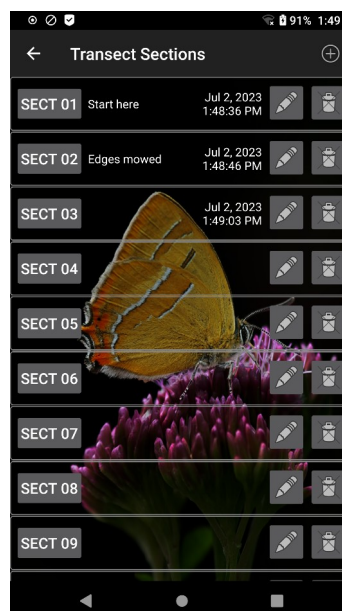 91% 1:49
Transect Sections
SECT 01 Start here Jul 2, 2023
1:48:36 PM
SECT 02 Edges mowed Jul 2, 2023
1:48:46 PM
SECT 03 Jul 2, 2023
1:49:03 PM
SECT 04
SECT 05
SECT 06
SECT 07
SECT 08
SECT 09